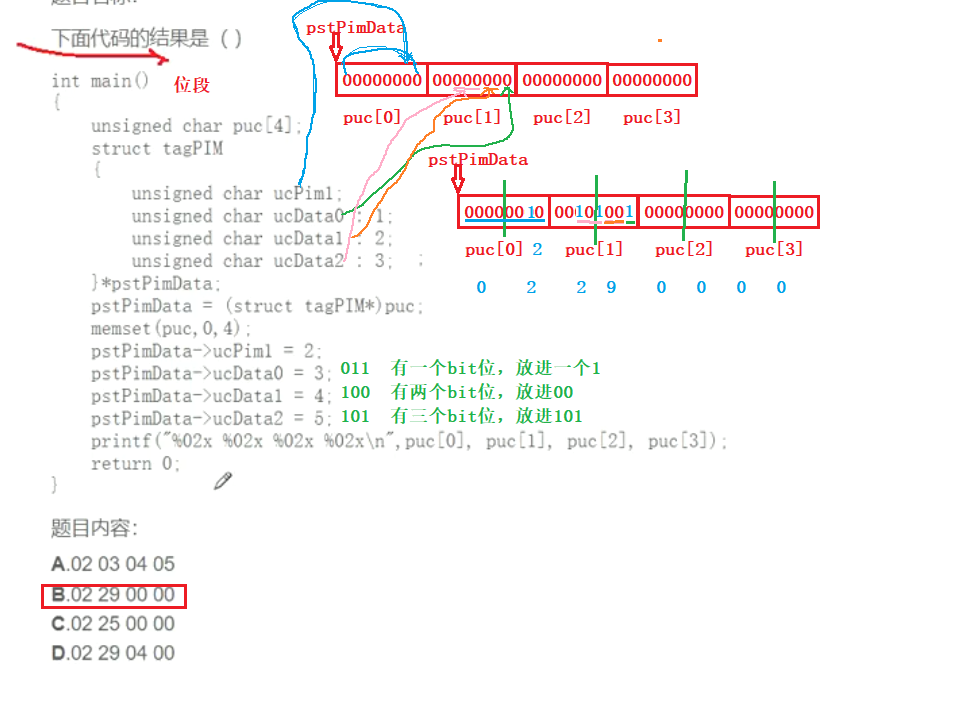 下面代码的结果是（ ）
位段
int main()
{
unsigned char puc[4];
struct tagPIM
{
unsigned char ucPim1;
unsigned char ucData0 : 1;
unsigned char ucData1 : 2;
unsigned char ucData2 : 3;
}*pstPimData;
pstPimData = (struct tagPIM*)puc;
memset(puc,0,4);
pstPimData->ucPim1 = 2;
pstPimData->ucData0 = 3; 011 有一个bit位，放进一个1
pstPimData->ucData1 = 4; 100 有两个bit位，放进00
pstPimData->ucData2 = 5; 101 有三个bit位，放进101
printf("%02x %02x %02x %02x\n",puc[0], puc[1], puc[2], puc[3]);
return 0;
}
pstPimData
00000000 00000000 00000000 00000000
puc[0] puc[1] puc[2] puc[3]
pstPimData
00000010 00101001 00000000 00000000
puc[0] 2 puc[1] puc[2] puc[3]
0 2 2 9 0 0 0 0
题目内容：
A.02 03 04 05
B.02 29 00 00
C.02 25 00 00
D.02 29 04 00